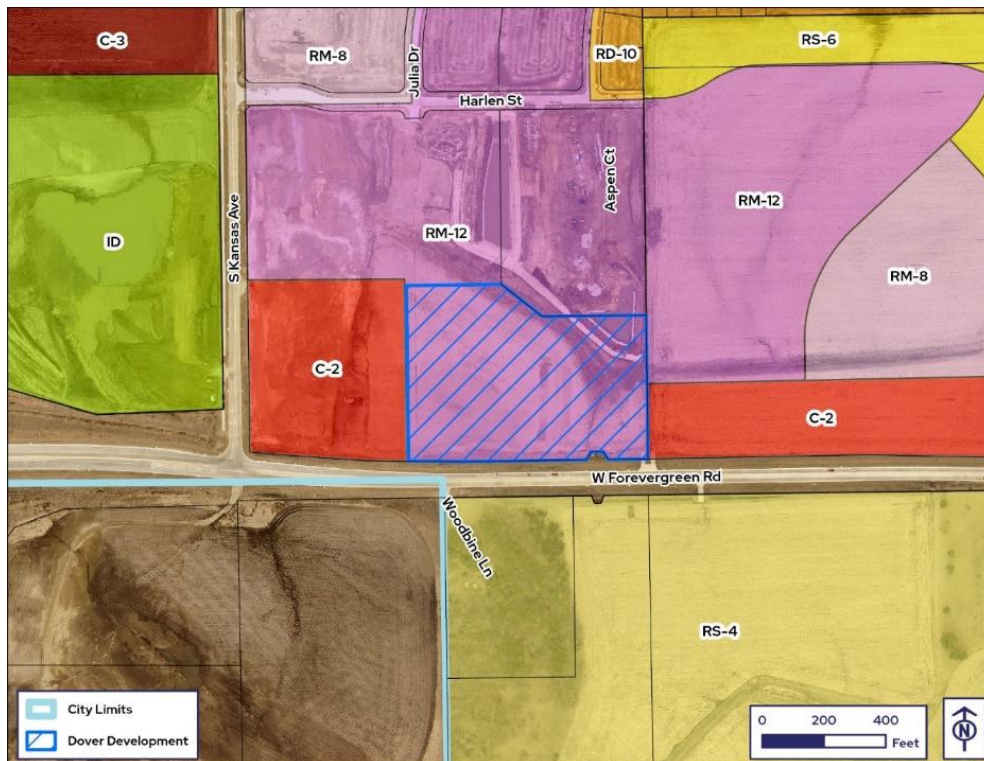 C-3
RM-8
Julia Dr
RD-10
RS-6
Harlen St
Aspen Ct
ID
S Kansas Ave
RM-12
RM-12
RM-8
C-2
C-2
W Forevergreen Rd
Woodbine Ln
RS-4
City Limits
Dover Development
0 200 400
Feet
N